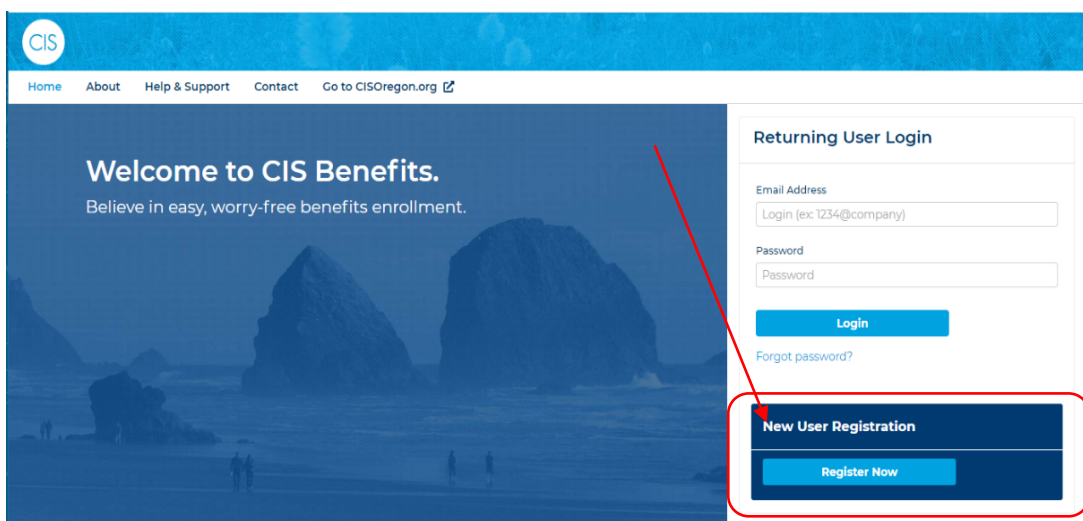 CIS
Home About Help & Support Contact Go to CISOregon.org
Welcome to CIS Benefits.
Believe in easy, worry-free benefits enrollment.
Returning User Login
Email Address
Login (ex: 1234@company)
Password
Password
Login
Forgot password?
New User Registration
Register Now